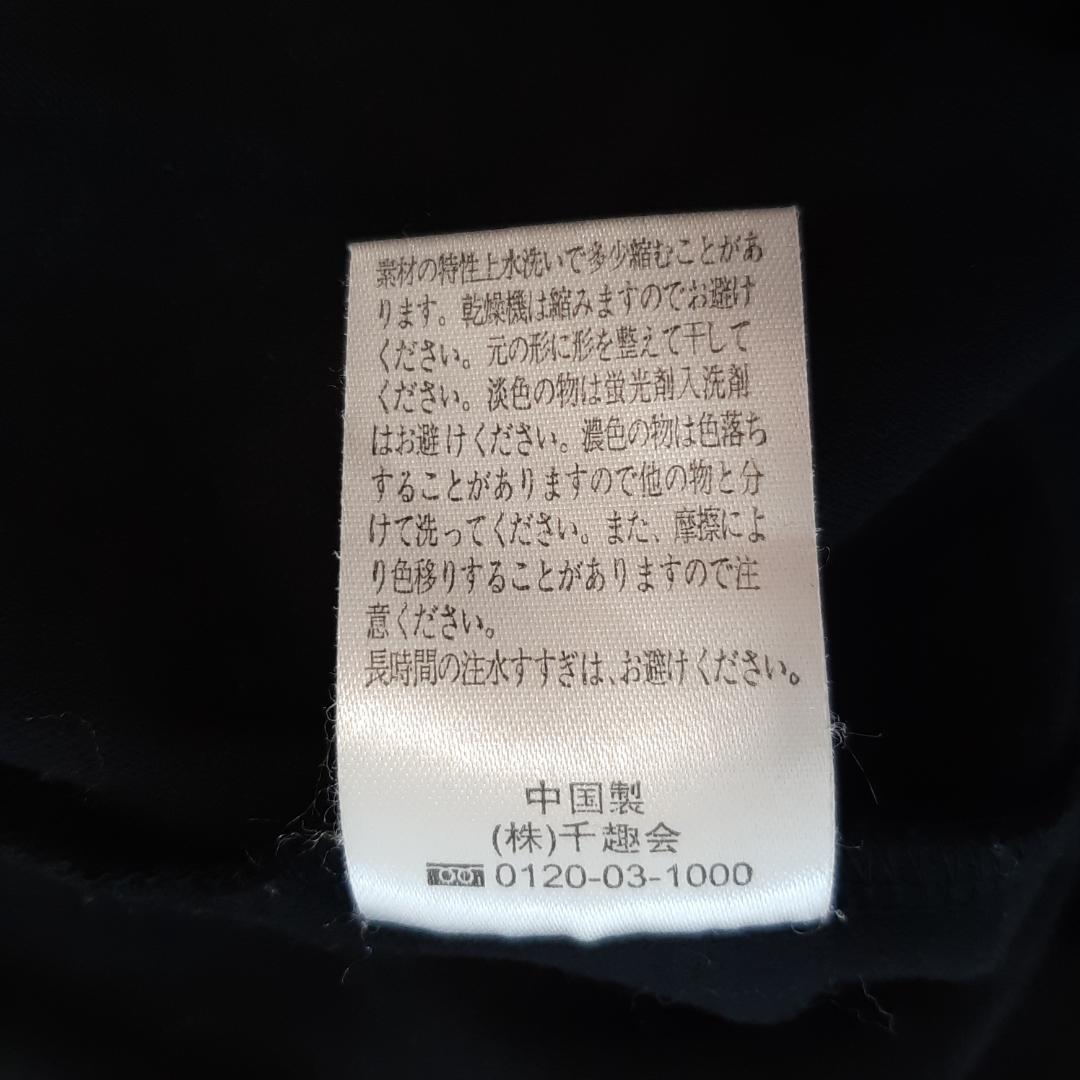 素材の特性上水洗いで多少縮むことがあ
ります。乾燥機は縮みますのでお避け
ください。元の形に形を整えて干して
ください。淡色の物は蛍光剤入洗剤
はお避けください。濃色の物は色落ち
することがありますので他の物と分
けて洗ってください。また、摩擦によ
り色移りすることがありますので注
意ください。
長時間の注水すすぎは、お避けください。
中国製
(株)千趣会
0120-03-1000